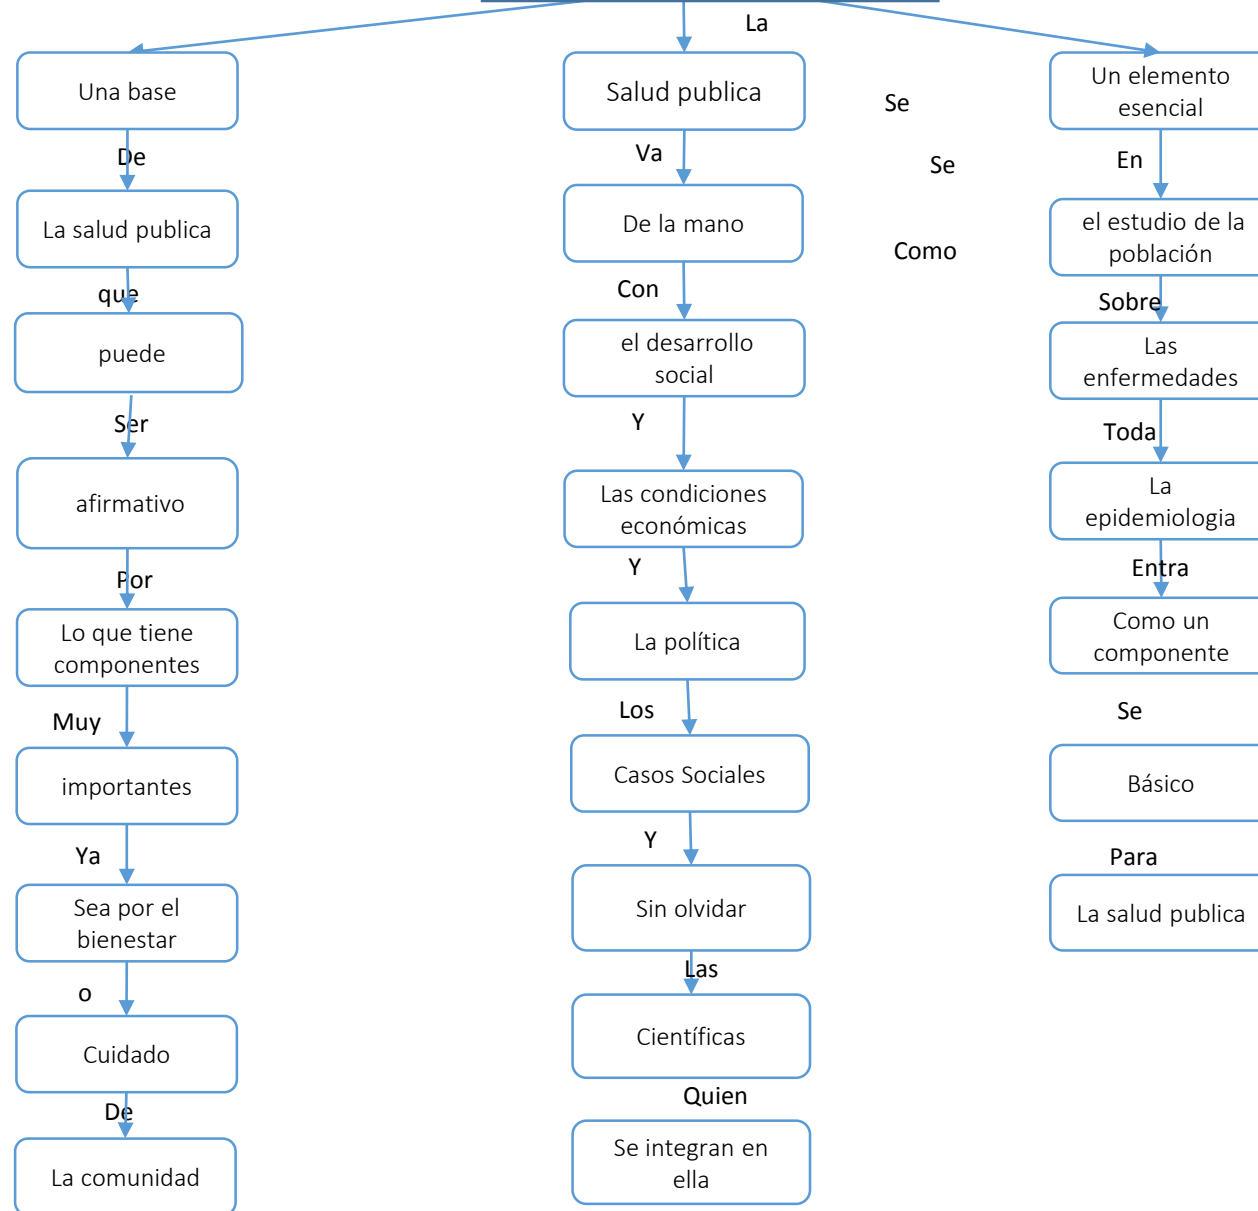 La
Una base
De
La salud publica
que
puede
Ser
afirmativo
Por
Lo que tiene
componentes
Muy
importantes
Ya
Sea por el
bienestar
o
Cuidado
De
La comunidad
Salud publica
Va
De la mano
Con
el desarrollo
social
Y
Las condiciones
económicas
Y
La política
Los
Casos Sociales
Y
Sin olvidar
Las
Científicas
Quien
Se integran en
ella
Se
Se
Como
Un elemento
esencial
En
el estudio de la
población
Sobre
Las
enfermedades
Toda
La
epidemiologia
Entra
Como un
componente
Se
Básico
Para
La salud publica